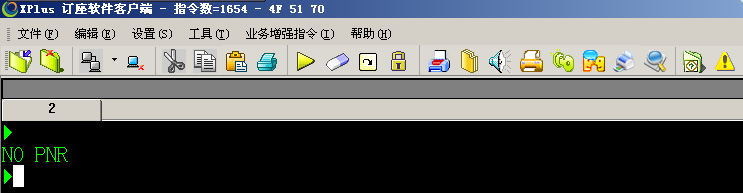 XPlus 订座软件客户端 - 指令数=1654 - 4F 51 70
文件(F) 编辑(E) 设置(S) 工具(T) 业务增强指令(I) 帮助(H)
2
NO PNR